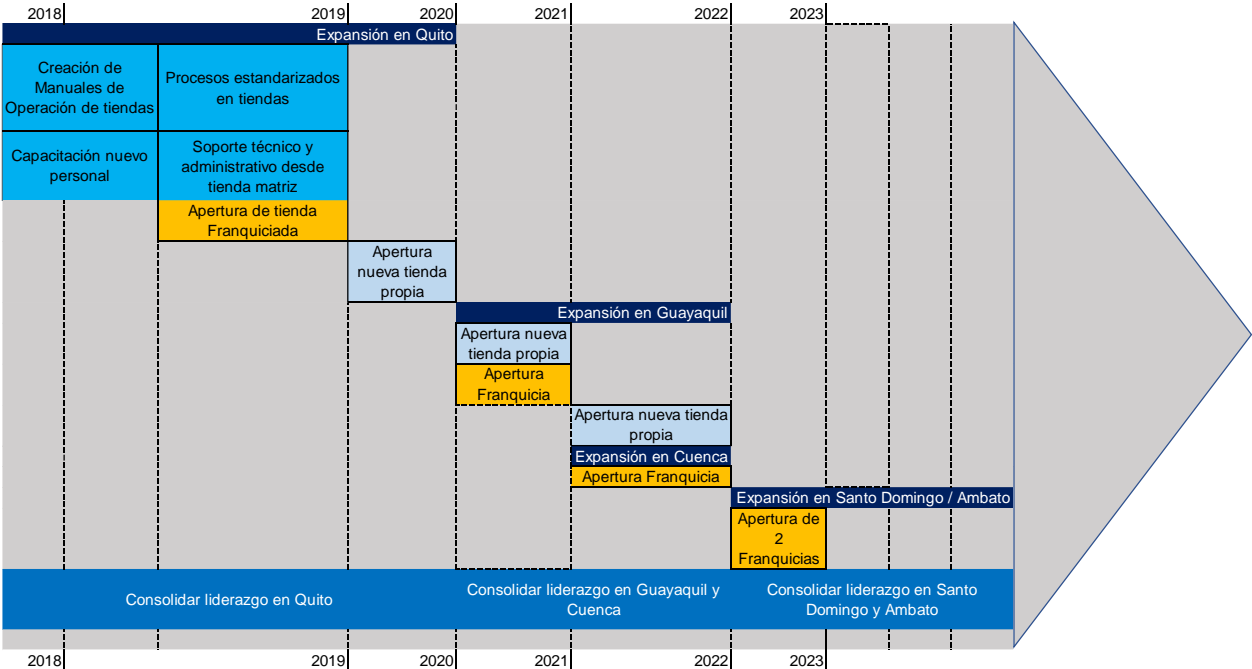 2018 2019 2020 2021 2022 2023
Expansión en Quito
Creación de
Manuales de
Operación de tiendas
Procesos estandarizados
en tiendas
Capacitación nuevo
personal
Soporte técnico y
administrativo desde
tienda matriz
Apertura de tienda
Franquiciada
Apertura
nueva tienda
propia
Expansión en Guayaquil
Apertura nueva
tienda propia
Apertura
Franquicia
Apertura nueva tienda
propia
Expansión en Cuenca
Apertura Franquicia
Expansión en Santo Domingo / Ambato
Apertura de
2
Franquicias
Consolidar liderazgo en Quito
Consolidar liderazgo en Guayaquil y
Cuenca
Consolidar liderazgo en Santo
Domingo y Ambato
2018 2019 2020 2021 2022 2023